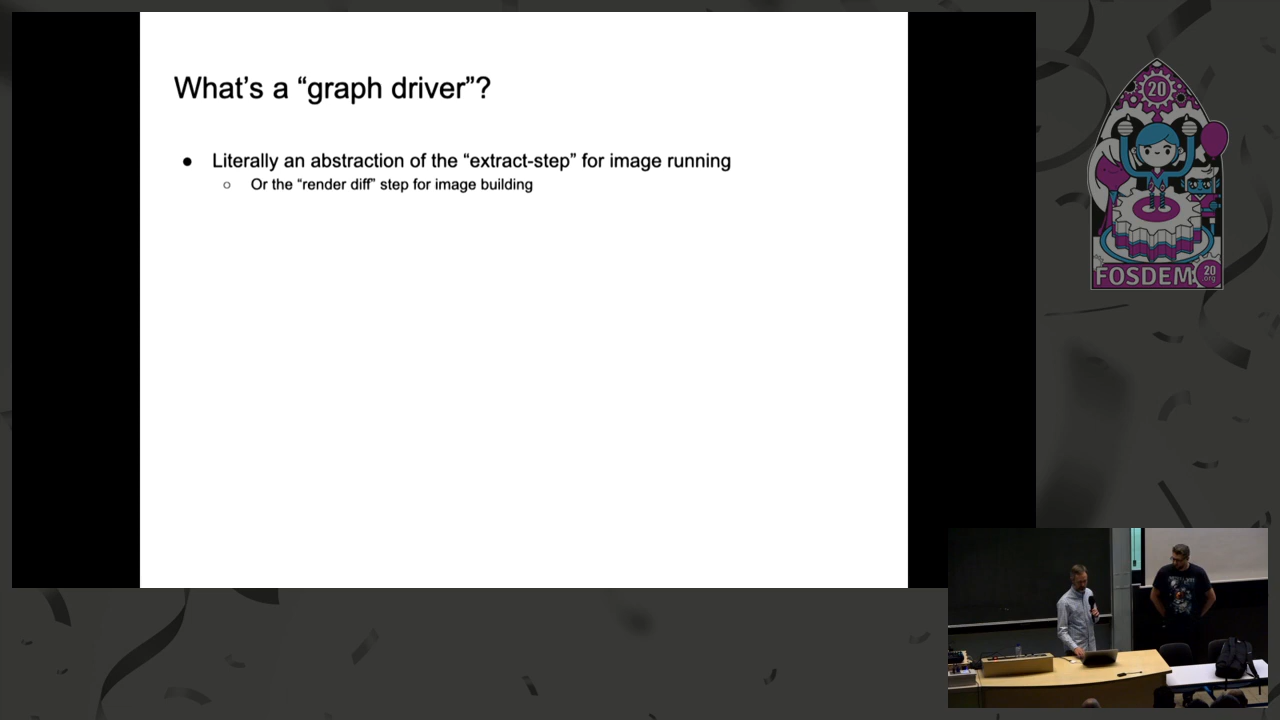 What's a “graph driver”?
● Literally an abstraction of the “extract-step” for image running
○ Or the “render diff” step for image building
20
FOSDEM 20
.org